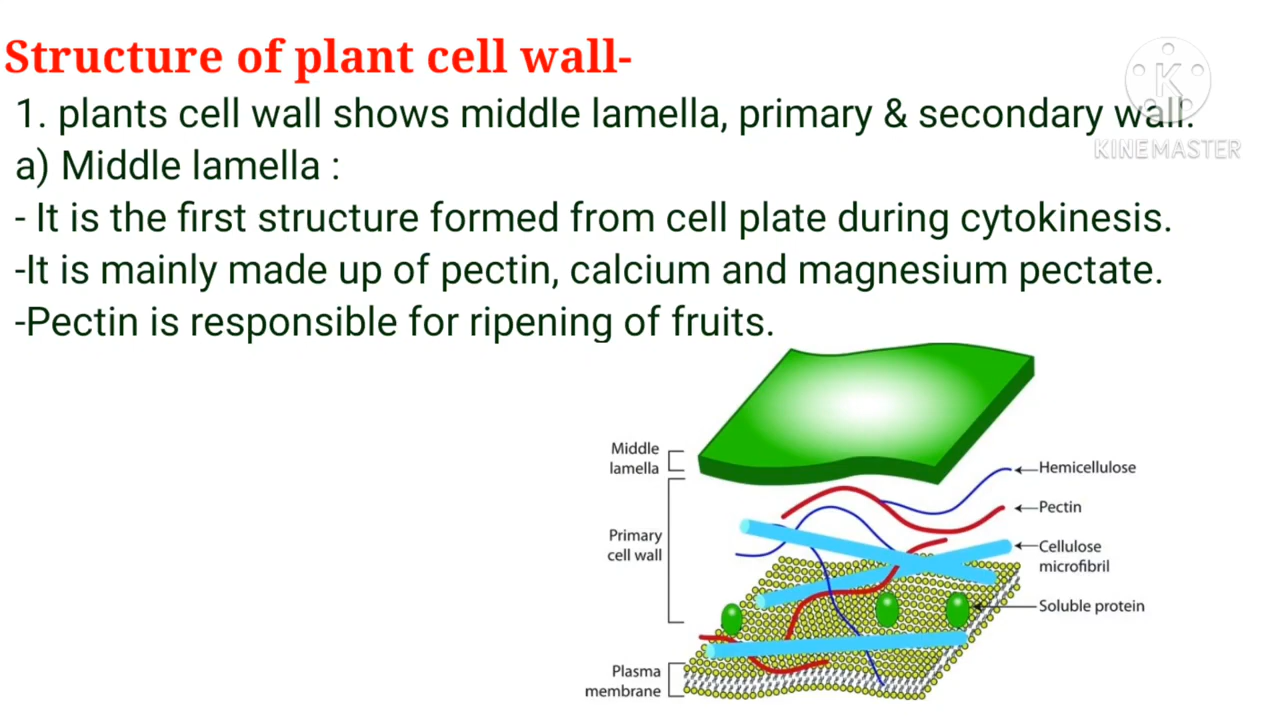 Structure of plant cell wall-
1. plants cell wall shows middle lamella, primary & secondary wall.
KINEMASTER
a) Middle lamella :
- It is the first structure formed from cell plate during cytokinesis.
-It is mainly made up of pectin, calcium and magnesium pectate.
-Pectin is responsible for ripening of fruits.
Middle
lamella
Hemicellulose
Pectin
Primary
cell wall
Cellulose
microfibril
Soluble protein
Plasma
membrane
K